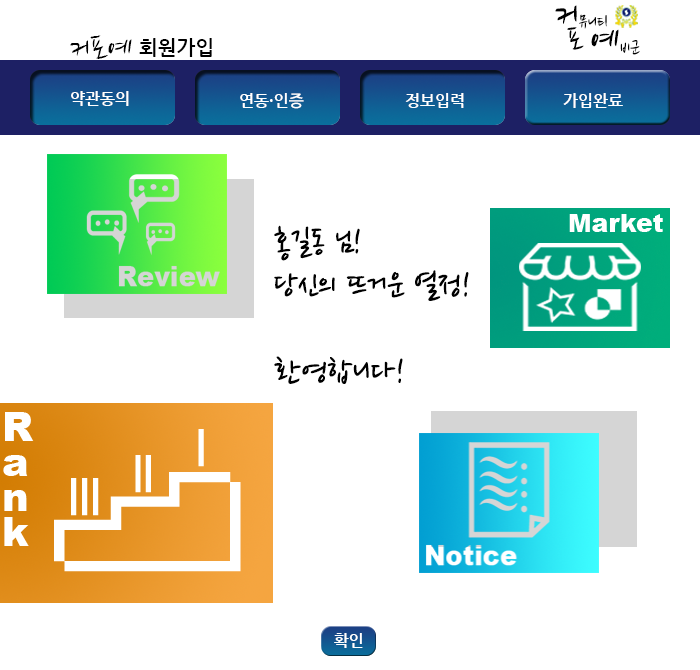 커뮤니티
포 예비군
커포예 회원가입
약관동의
연동·인증
정보입력
가입완료
Review
홍길동 님!
당신의 뜨거운 열정!
환영합니다!
Market
Rank
Notice
확인